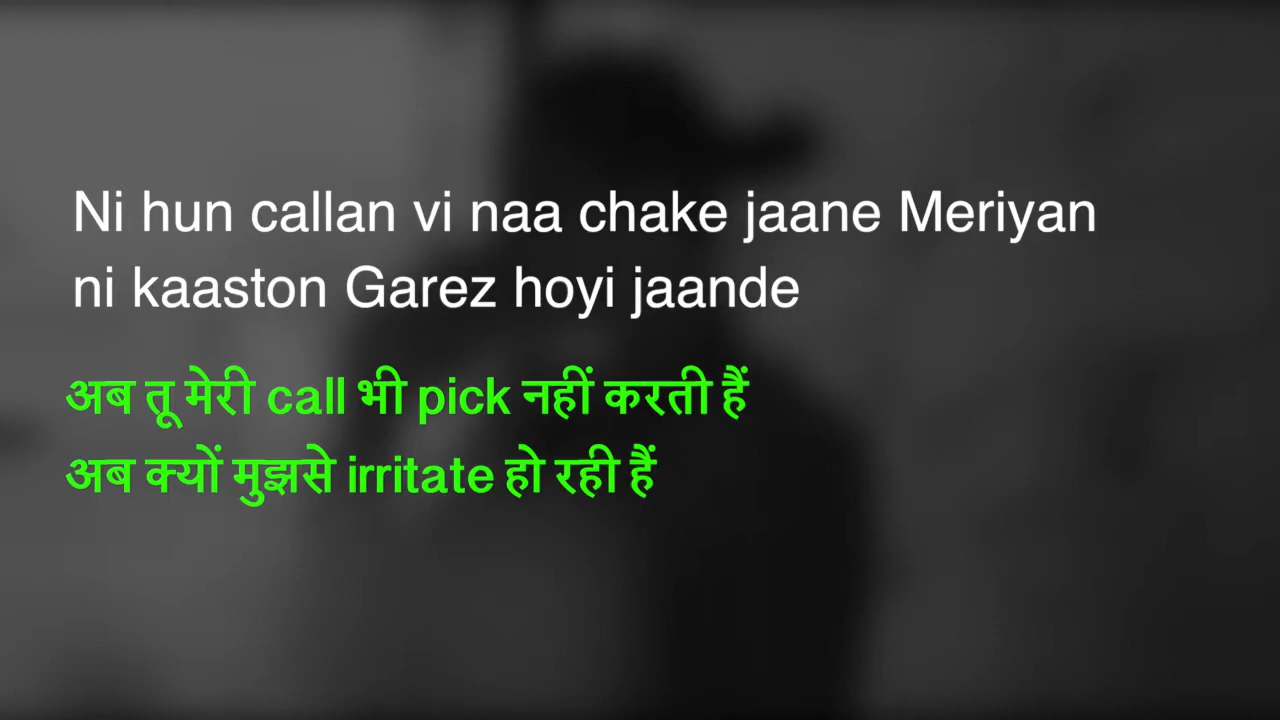 Ni hun callan vi naa chake jaane Meriyan
ni kaaston Garez hoyi jaande
अब तू मेरी call भी pick नहीं करती हैं
अब क्यों मुझसे irritate हो रही हैं